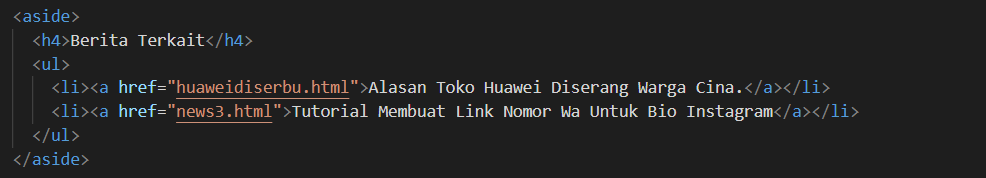 <aside>
<h4>Berita Terkait</h4>
<ul>
<li><a href="huaweidiserbu.html">Alasan Toko Huawei Diserang Warga Cina.</a></li>
<li><a href="news3.html">Tutorial Membuat Link Nomor Wa Untuk Bio Instagram</a></li>
</ul>
</aside>